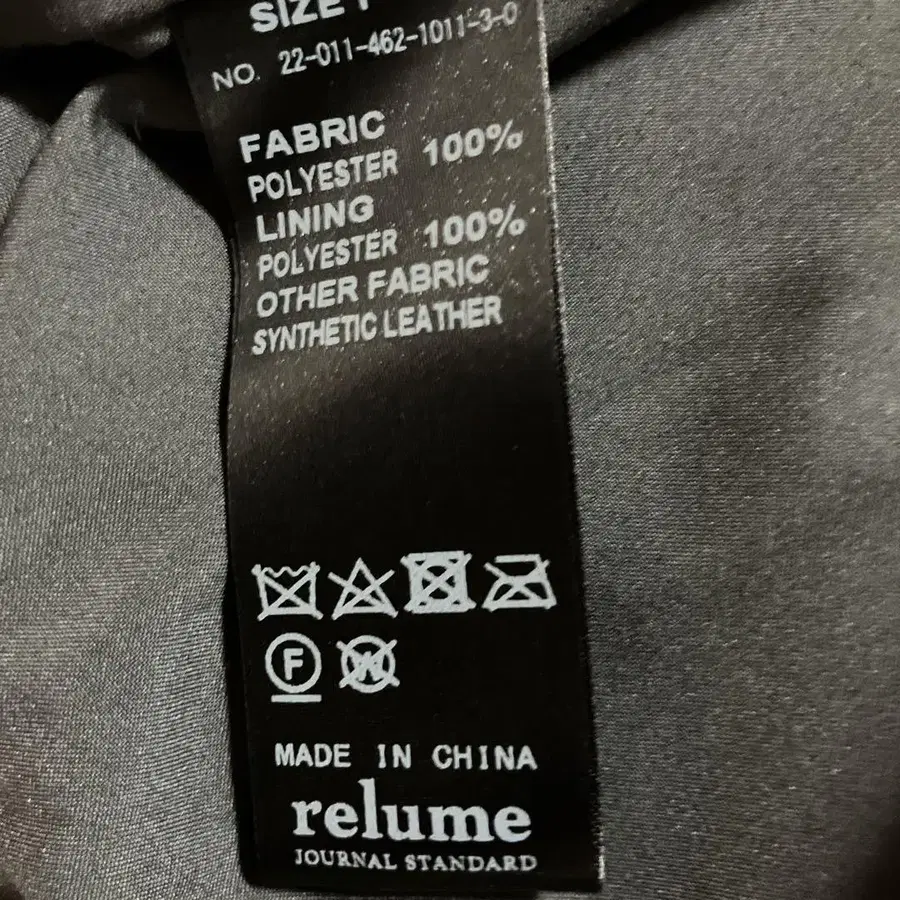 SIZE
NO. 22-011-462-1011-3-0
FABRIC
POLYESTER 100%
LINING
POLYESTER 100%
OTHER FABRIC
SYNTHETIC LEATHER
F
W
MADE IN CHINA
relume
JOURNAL STANDARD